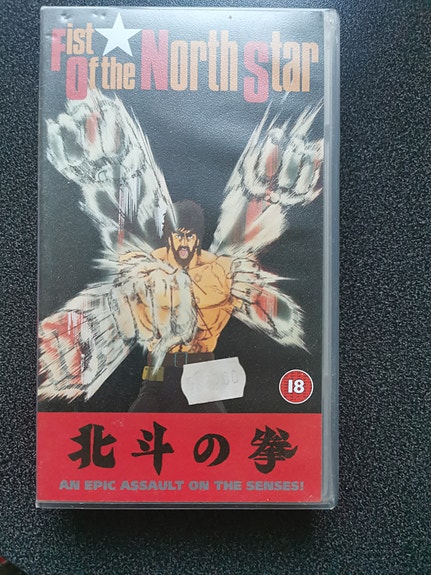 Fist
Of the North Star
18
北斗の拳
AN EPIC ASSAULT ON THE SENSES!